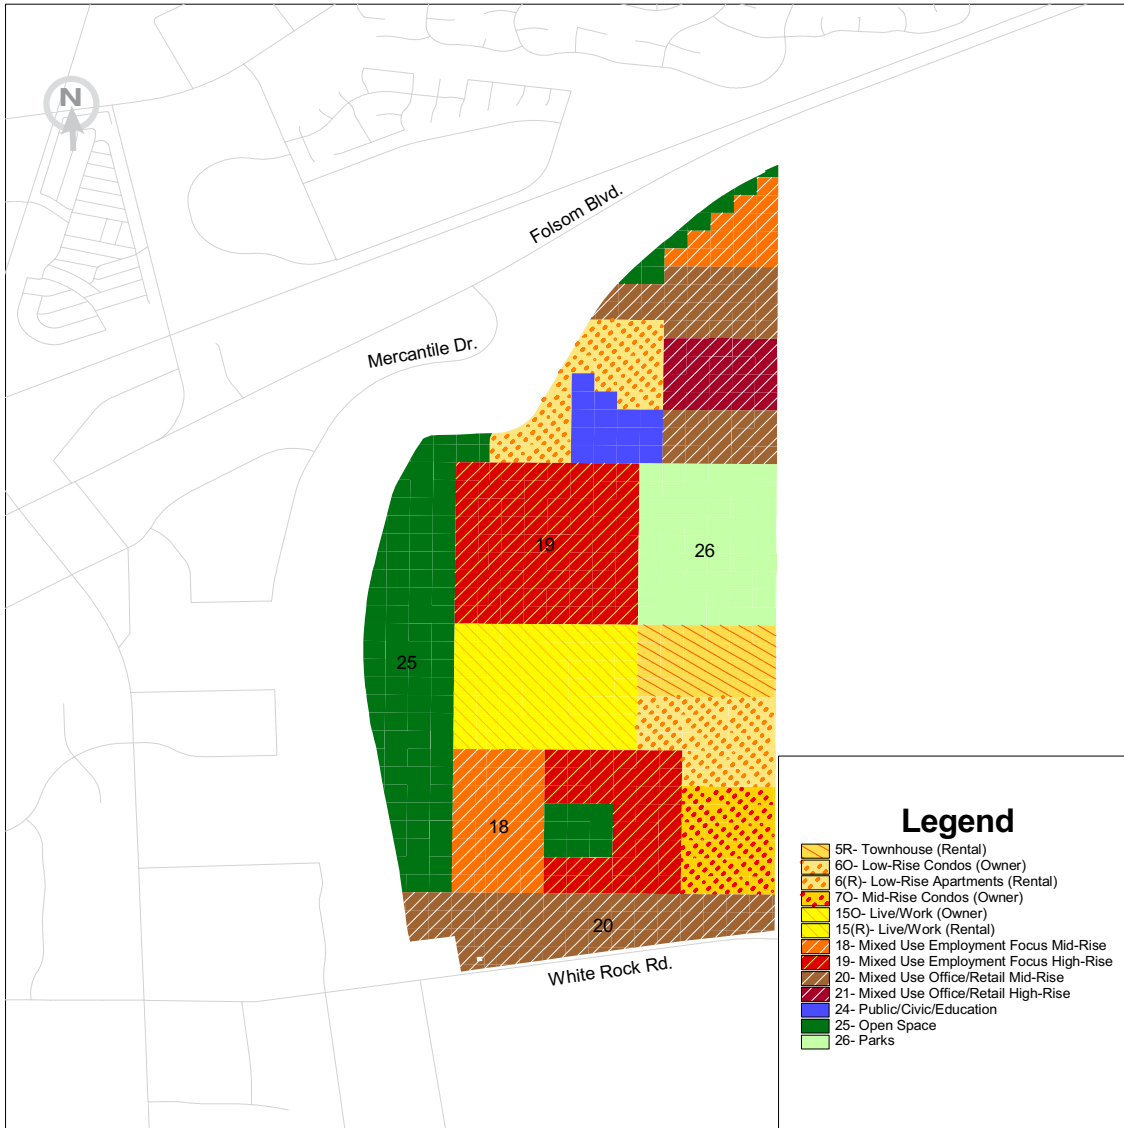 N
Folsom Blvd.
Mercantile Dr.
19
26
25
18
20
White Rock Rd.
Legend
5R- Townhouse (Rental)
6O- Low-Rise Condos (Owner)
6(R)- Low-Rise Apartments (Rental)
7O- Mid-Rise Condos (Owner)
15O- Live/Work (Owner)
15(R)- Live/Work (Rental)
18- Mixed Use Employment Focus Mid-Rise
19- Mixed Use Employment Focus High-Rise
20- Mixed Use Office/Retail Mid-Rise
21- Mixed Use Office/Retail High-Rise
24- Public/Civic/Education
25- Open Space
26- Parks